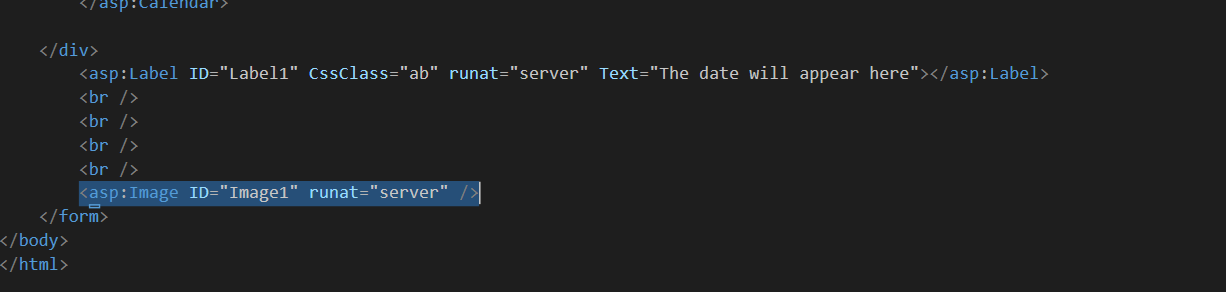 </asp:Calendar>
</div>
<asp:Label ID="Label1" CssClass="ab" runat="server" Text="The date will appear here"></asp:Label>
<br />
<br />
<br />
<br />
<asp:Image ID="Image1" runat="server" />
</form>
</body>
</html>